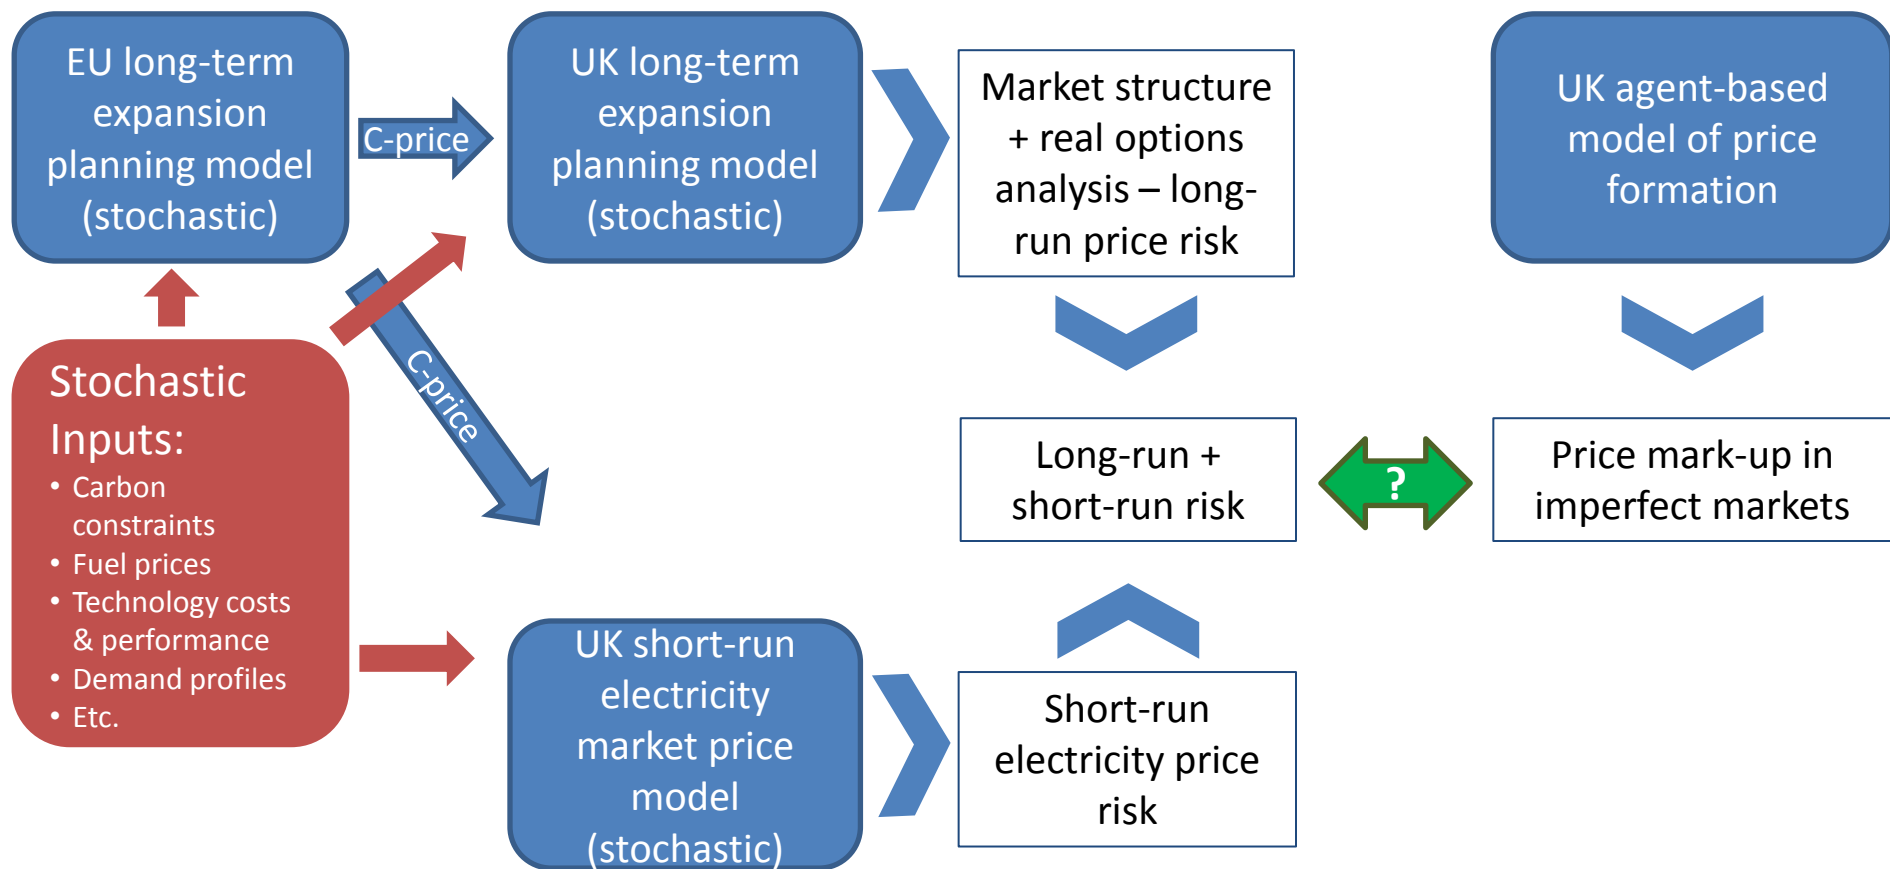 EU long-term
expansion
planning model
(stochastic)
C-price
UK long-term
expansion
planning model
(stochastic)
Market structure
+ real options
analysis – long-
run price risk
UK agent-based
model of price
formation
Stochastic
Inputs:
• Carbon
constraints
• Fuel prices
• Technology costs
& performance
• Demand profiles
• Etc.
C-price
Long-run +
short-run risk
?
Price mark-up in
imperfect markets
UK short-run
electricity
market price
model
(stochastic)
Short-run
electricity price
risk